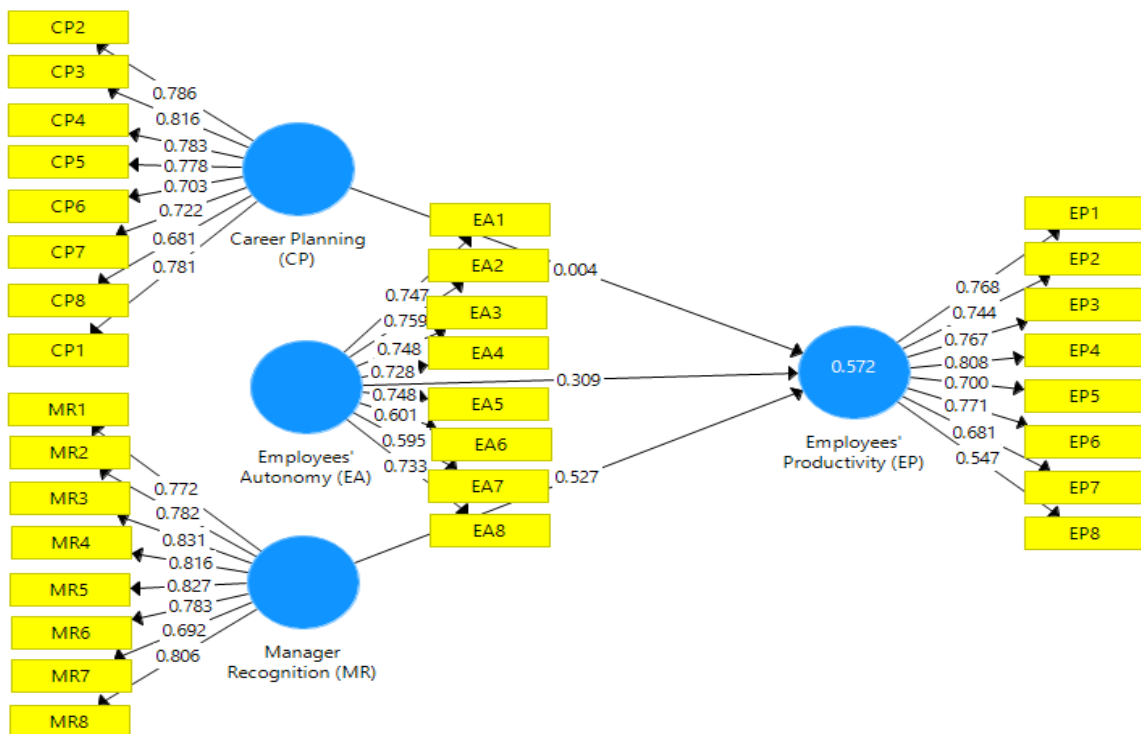 CP2
CP3
CP4
CP5
CP6
CP7
CP8
CP1
0.786
0.816
0.783
0.778
0.703
0.722
0.681
0.781
Career Planning
(CP)
MR1
MR2
MR3
MR4
MR5
MR6
MR7
MR8
0.772
0.782
0.831
0.816
0.827
0.783
0.692
0.806
Manager
Recognition (MR)
Employees'
Autonomy (EA)
0.747
0.759
0.748
0.728
0.748
0.601
0.595
0.733
EA1
EA2
EA3
EA4
EA5
EA6
EA7
EA8
0.004
0.309
0.527
0.572
Employees'
Productivity (EP)
0.768
0.744
0.767
0.808
0.700
0.771
0.681
0.547
EP1
EP2
EP3
EP4
EP5
EP6
EP7
EP8